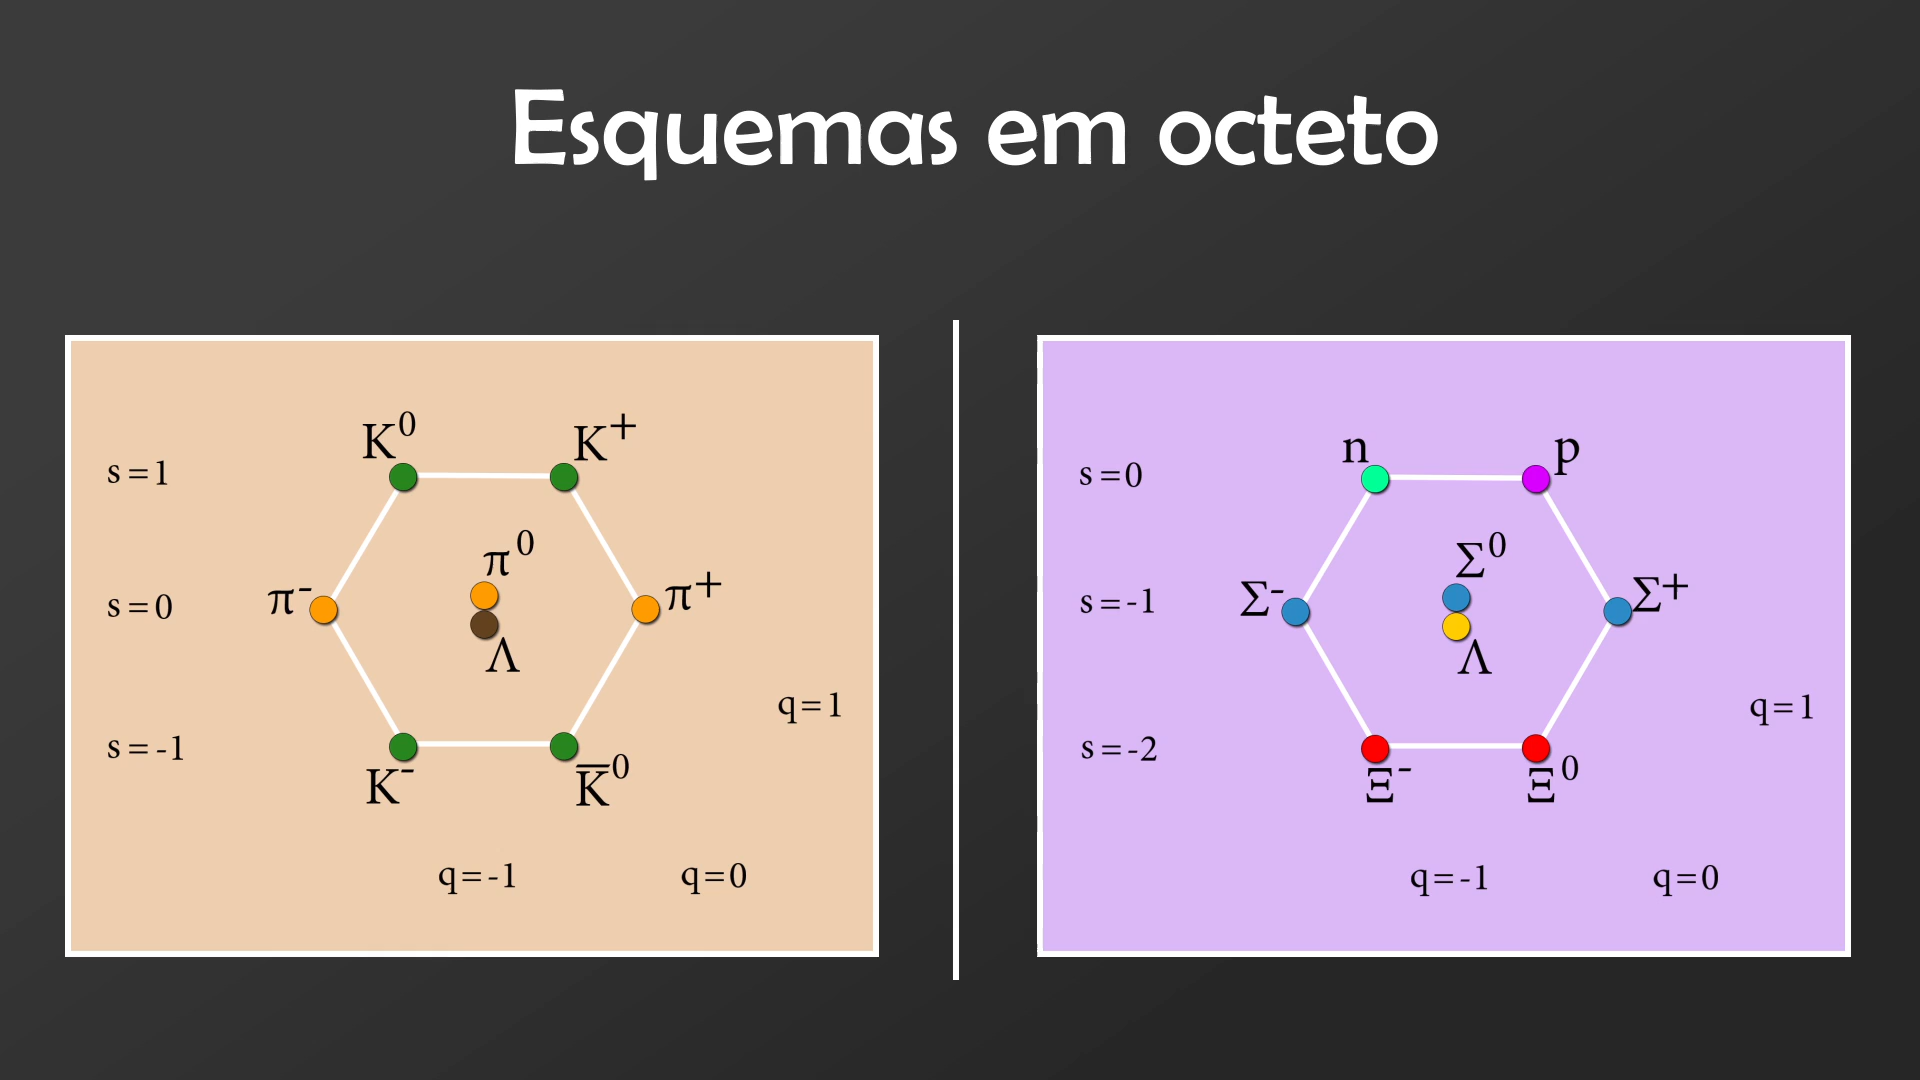 Esquemas em octeto
K⁰ K⁺
s = 1
π⁰
π⁻ π⁺
s = 0
Λ
q = 1
s = -1
K⁻ K̅⁰
q = -1 q = 0
n p
s = 0
Σ⁰
Σ⁻ Σ⁺
s = -1
Λ
q = 1
s = -2
Ξ⁻ Ξ⁰
q = -1 q = 0